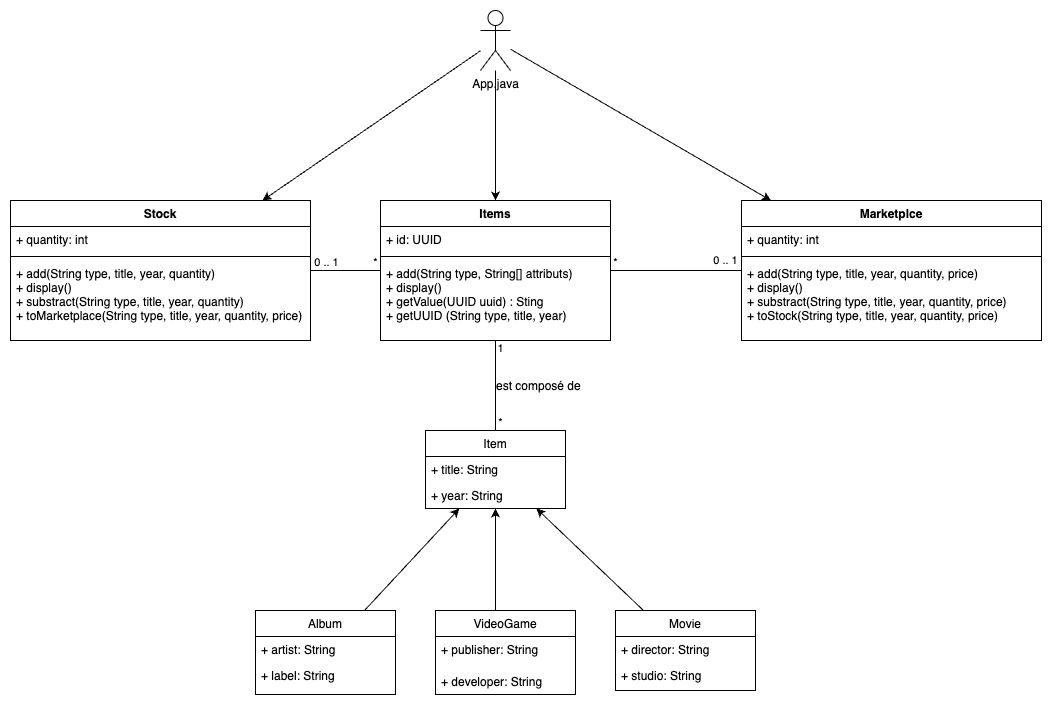 App.java
Stock
+ quantity: int
+ add(String type, title, year, quantity)
+ display()
+ substract(String type, title, year, quantity)
+ toMarketplace(String type, title, year, quantity, price)
0 .. 1
*
Items
+ id: UUID
+ add(String type, String[] attributs)
+ display()
+ getValue(UUID uuid) : Sting
+ getUUID (String type, title, year)
*
0 .. 1
Marketplce
+ quantity: int
+ add(String type, title, year, quantity, price)
+ display()
+ substract(String type, title, year, quantity, price)
+ toStock(String type, title, year, quantity, price)
1
est composé de
*
Item
+ title: String
+ year: String
Album
+ artist: String
+ label: String
VideoGame
+ publisher: String
+ developer: String
Movie
+ director: String
+ studio: String